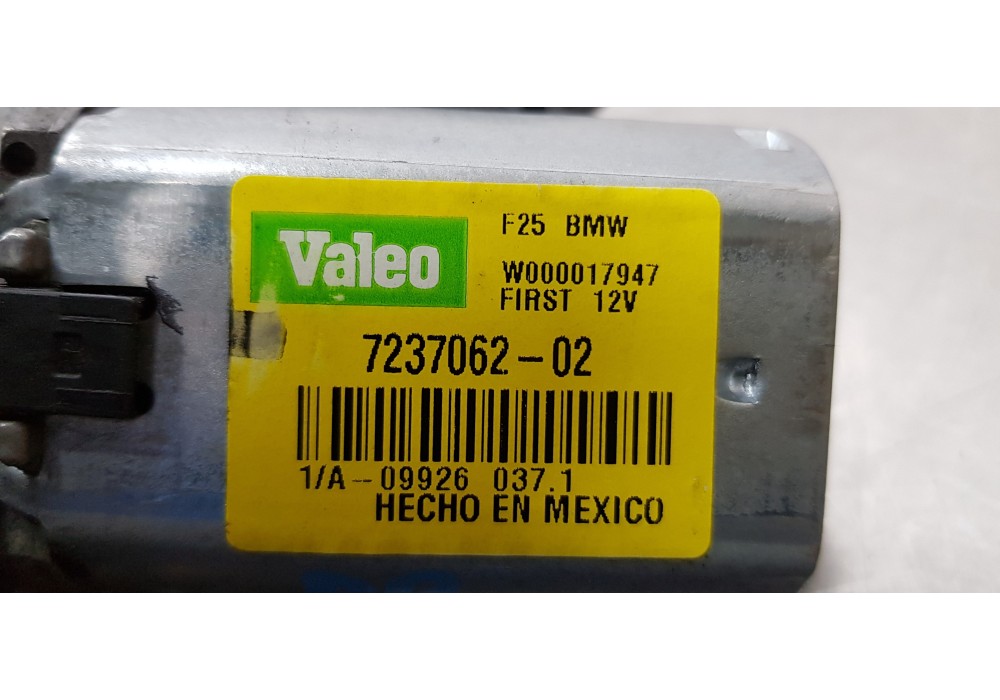 Valeo
F25 BMW
W000017947
FIRST 12V
7237062-02
1/A--09926 037.1
HECHO EN MEXICO